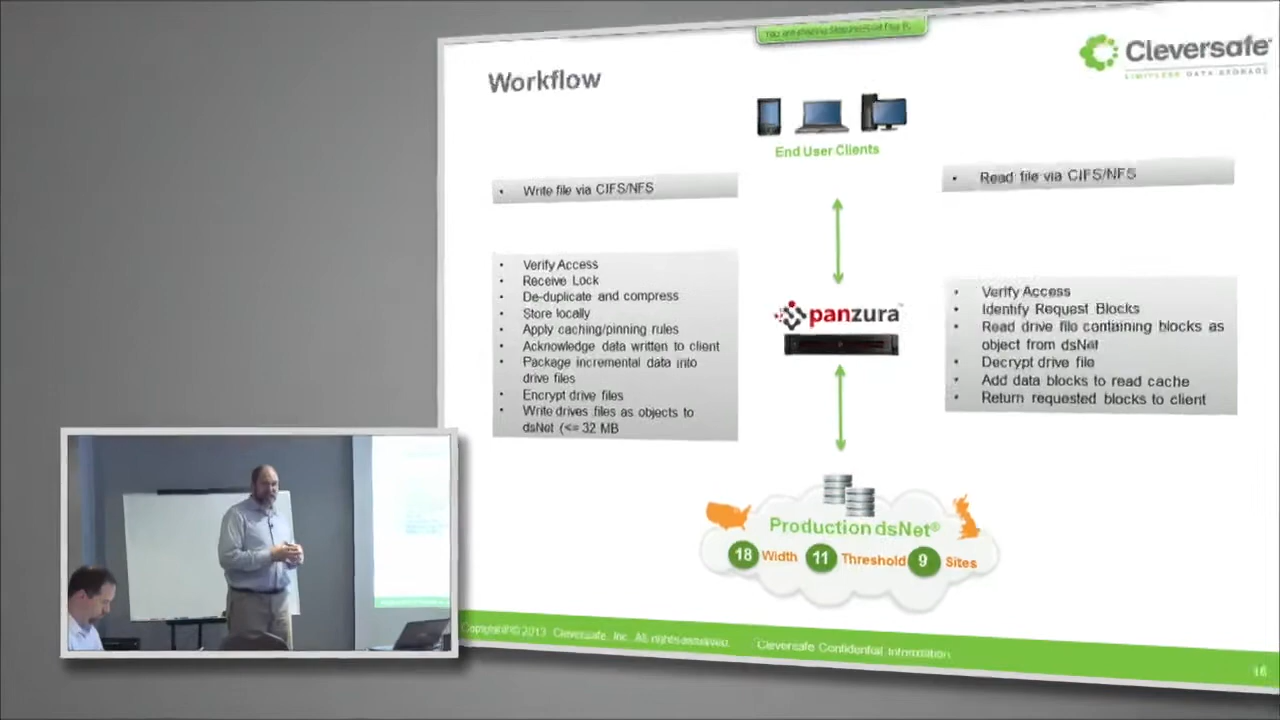 Cleversafe™
LIMITLESS DATA STORAGE
Workflow
End User Clients
• Write file via CIFS/NFS
• Read file via CIFS/NFS
• Verify Access
• Receive Lock
• De-duplicate and compress
• Store locally
• Apply caching/pinning rules
• Acknowledge data written to client
• Package incremental data into
drive files
• Encrypt drive files
• Write drives files as objects to
dsNet (<= 32 MB
panzura™
• Verify Access
• Identify Request Blocks
• Read drive file containing blocks as
object from dsNet
• Decrypt drive file
• Add data blocks to read cache
• Return requested blocks to client
Production dsNet®
18 Width 11 Threshold 9 Sites
Copyright © 2013 Cleversafe, Inc. All rights reserved. Cleversafe Confidential Information
16